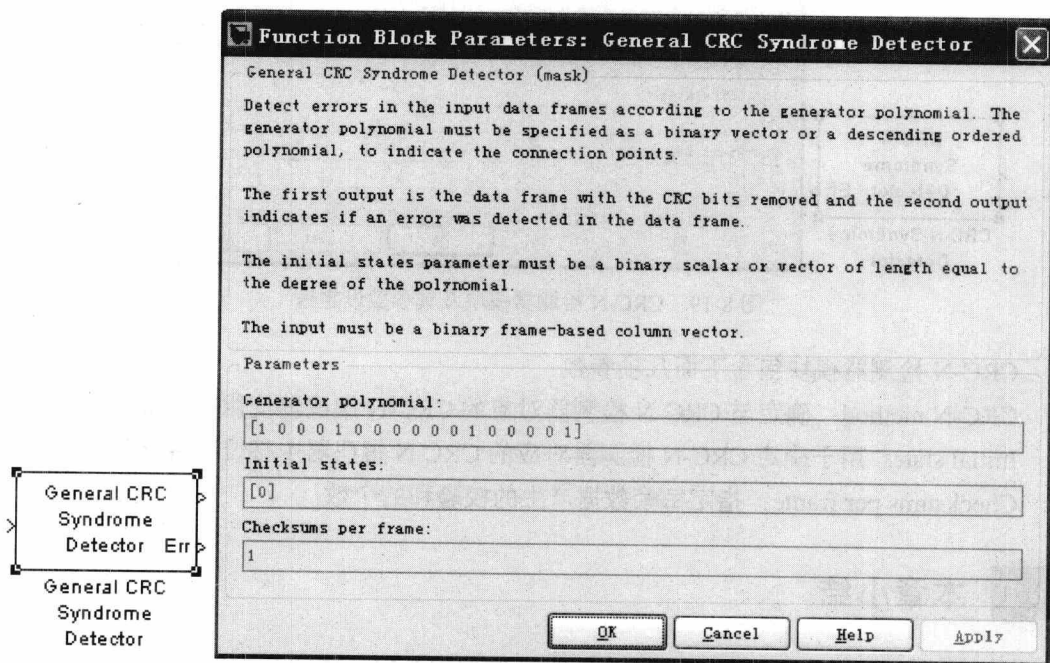 Function Block Parameters: General CRC Syndrome Detector
General CRC Syndrome Detector (mask)
Detect errors in the input data frames according to the generator polynomial. The
generator polynomial must be specified as a binary vector or a descending ordered
polynomial, to indicate the connection points.
The first output is the data frame with the CRC bits removed and the second output
indicates if an error was detected in the data frame.
The initial states parameter must be a binary scalar or vector of length equal to
the degree of the polynomial.
The input must be a binary frame-based column vector.
Parameters
Generator polynomial:
[1 0 0 0 1 0 0 0 0 0 0 1 0 0 0 0 1]
Initial states:
[0]
Checksums per frame:
1
OK
Cancel
Help
Apply
General CRC
Syndrome
Detector Err
General CRC
Syndrome
Detector